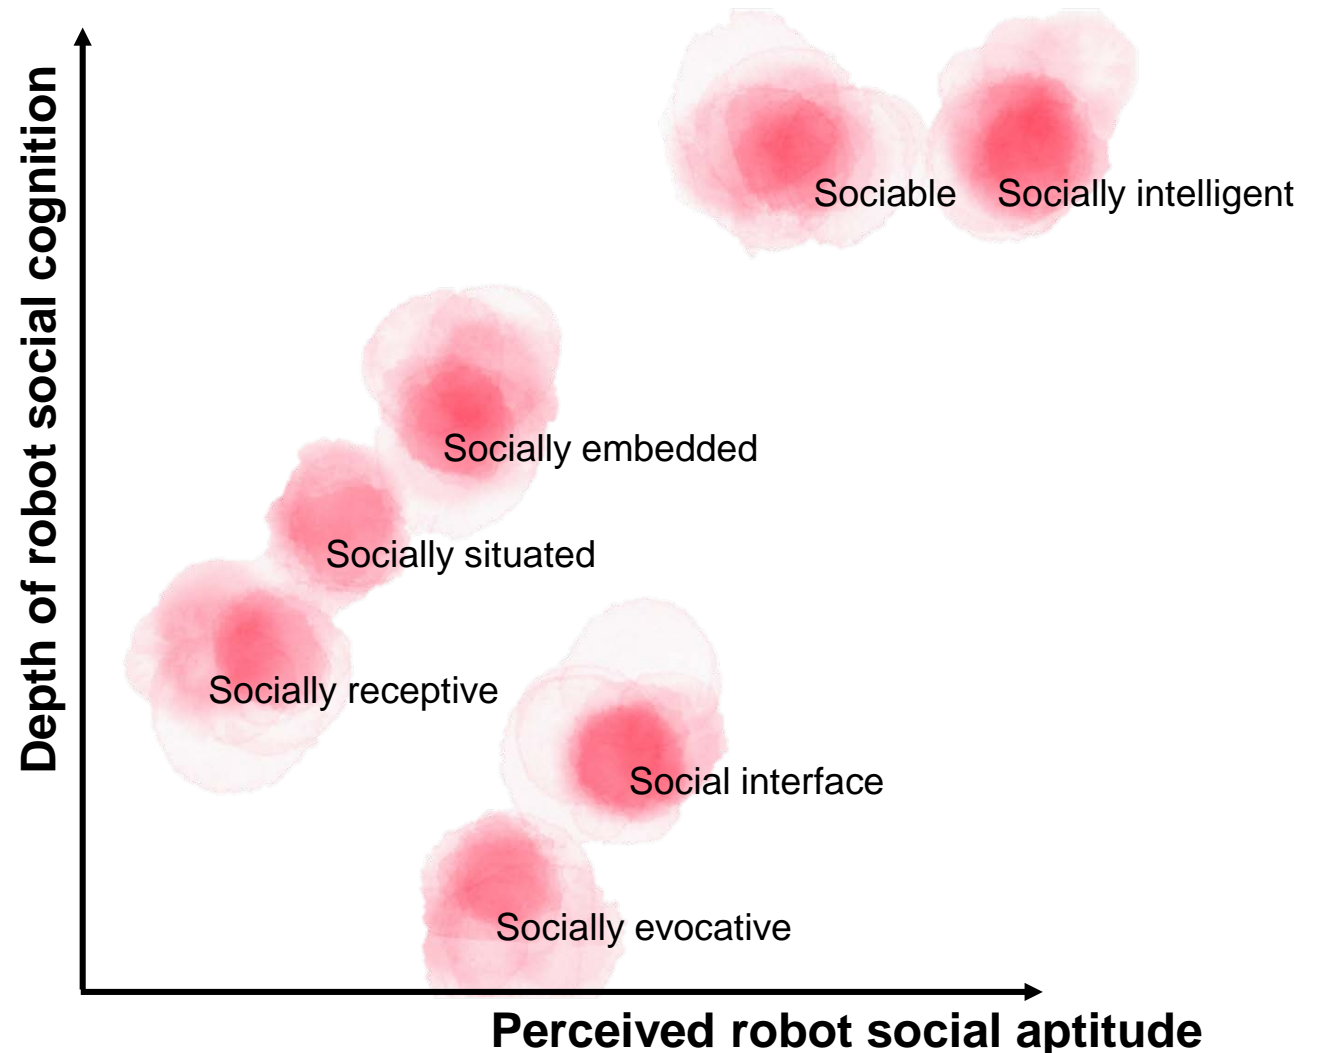 Depth of robot social cognition
Sociable
Socially intelligent
Socially embedded
Socially situated
Socially receptive
Social interface
Socially evocative
Perceived robot social aptitude